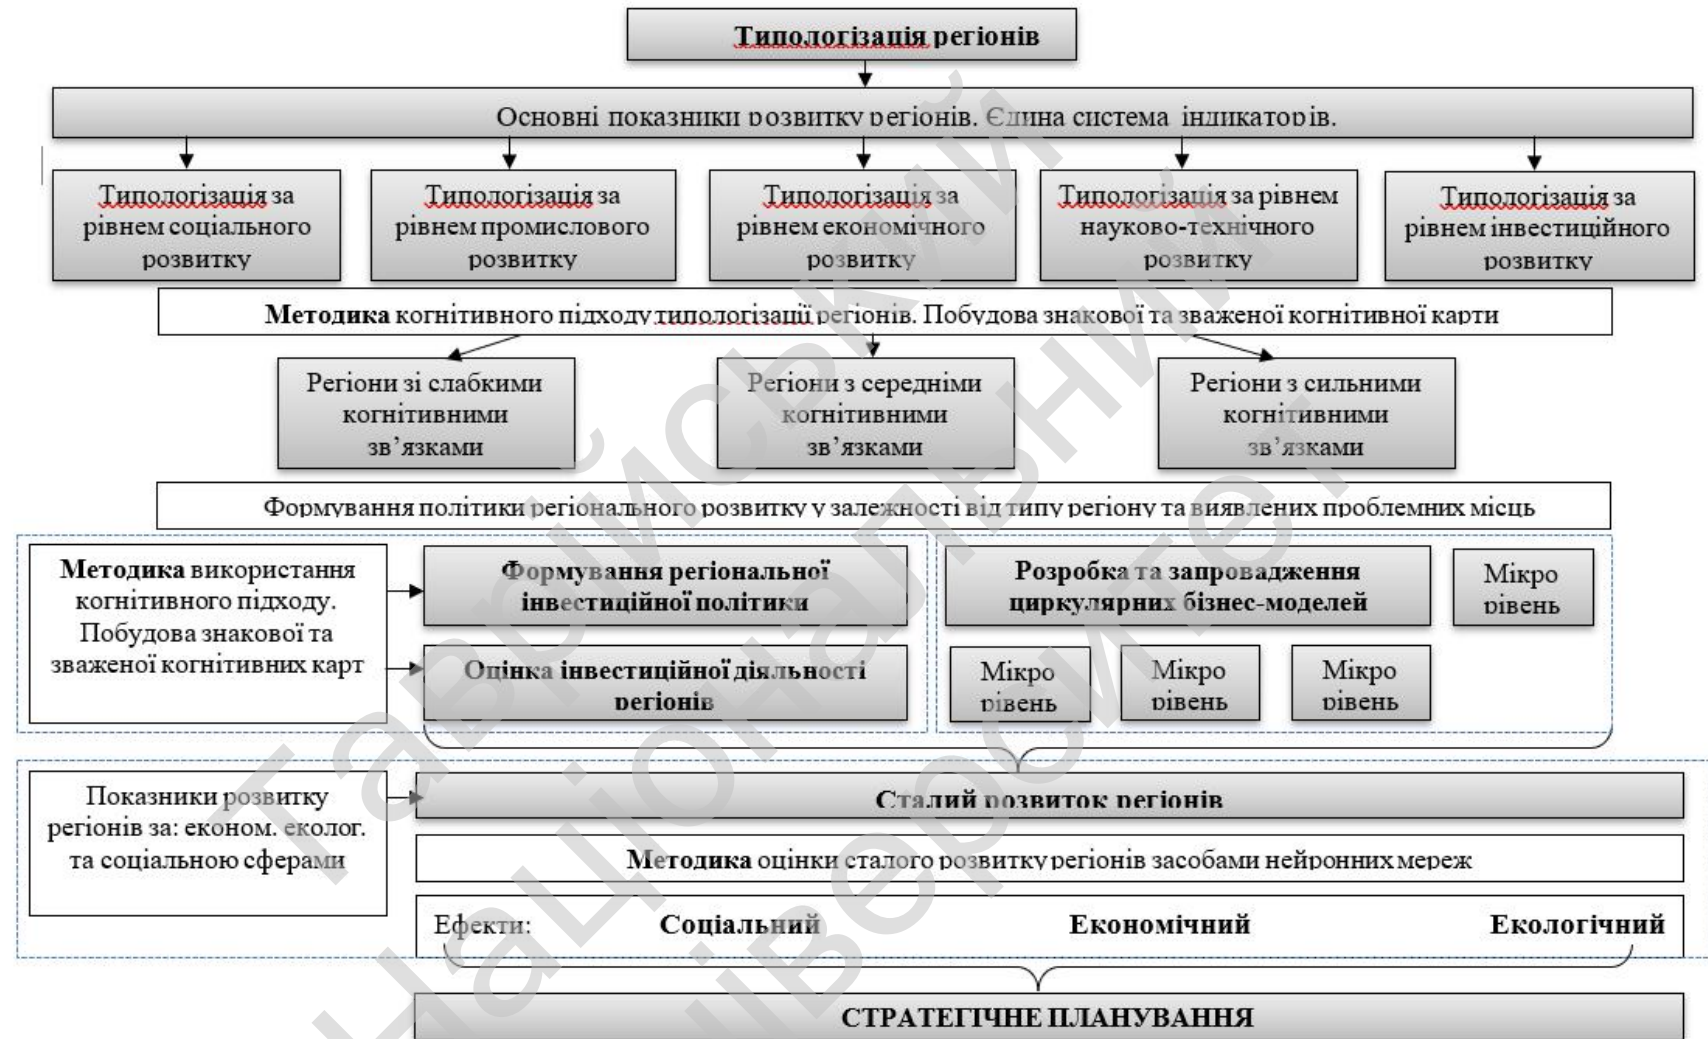 Типологізація регіонів
Основні показники розвитку регіонів. Єдина система індикаторів.
Типологізація за
рівнем соціального
розвитку
Типологізація за
рівнем промислового
розвитку
Типологізація за
рівнем економічного
розвитку
Типологізація за рівнем
науково-технічного
розвитку
Типологізація за
рівнем інвестиційного
розвитку
Методика когнітивного підходу типологізації регіонів. Побудова знакової та зваженої когнітивної карти
Регіони зі слабкими
когнітивними
зв’язками
Регіони з середніми
когнітивними
зв’язками
Регіони з сильними
когнітивними
зв’язками
Формування політики регіонального розвитку у залежності від типу регіону та виявлених проблемних місць
Методика використання
когнітивного підходу.
Побудова знакової та
зваженої когнітивних карт
Формування регіональної
інвестиційної політики
Оцінка інвестиційної діяльності
регіонів
Розробка та запровадження
циркулярних бізнес-моделей
Мікро
рівень
Мікро
рівень
Мікро
рівень
Мікро
рівень
Показники розвитку
регіонів за: економ. еколог.
та соціальною сферами
Сталий розвиток регіонів
Методика оцінки сталого розвитку регіонів засобами нейронних мереж
Ефекти: Соціальний Економічний Екологічний
СТРАТЕГІЧНЕ ПЛАНУВАННЯ
Таврійський
Національний